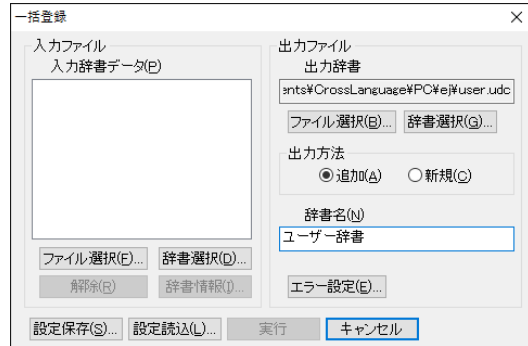 一括登録
入力ファイル
入力辞書データ(P)
ファイル選択(F)...
辞書選択(D)...
解除(R)
辞書情報(I)...
出力ファイル
出力辞書
ents¥CrossLanguage¥PC¥ej¥user.udc
ファイル選択(B)...
辞書選択(G)...
出力方法
追加(A)
新規(C)
辞書名(N)
ユーザー辞書
エラー設定(E)...
設定保存(S)...
設定読込(L)...
実行
キャンセル